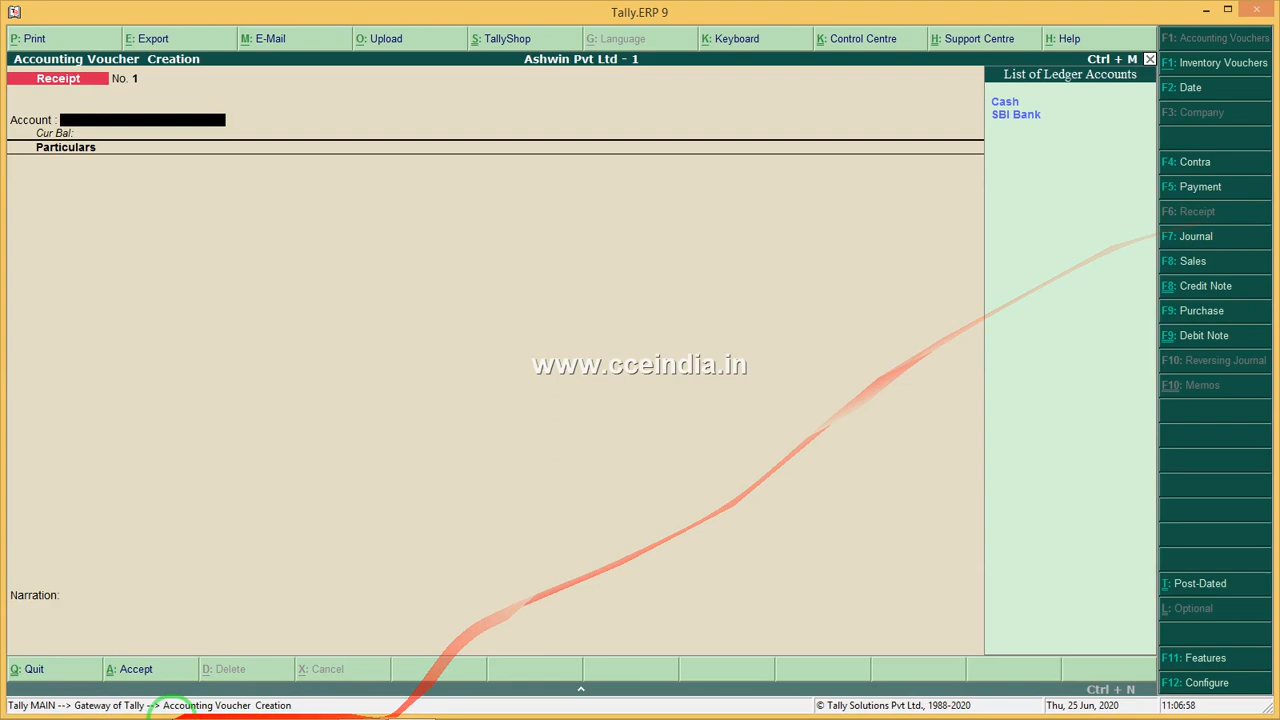 Tally.ERP 9
P: Print
E: Export
M: E-Mail
O: Upload
S: TallyShop
G: Language
K: Keyboard
K: Control Centre
H: Support Centre
H: Help
Accounting Voucher Creation
Ashwin Pvt Ltd - 1
Ctrl + M
Receipt No. 1
Account :
Cur Bal:
Particulars
List of Ledger Accounts
Cash
SBI Bank
www.cceindia.in
Narration:
F1: Accounting Vouchers
F1: Inventory Vouchers
F2: Date
F3: Company
F4: Contra
F5: Payment
F6: Receipt
F7: Journal
F8: Sales
F8: Credit Note
F9: Purchase
F9: Debit Note
F10: Reversing Journal
F10: Memos
T: Post-Dated
L: Optional
F11: Features
F12: Configure
Q: Quit
A: Accept
D: Delete
X: Cancel
Ctrl + N
Tally MAIN --> Gateway of Tally --> Accounting Voucher Creation
© Tally Solutions Pvt Ltd., 1988-2020
Thu, 25 Jun, 2020
11:06:58